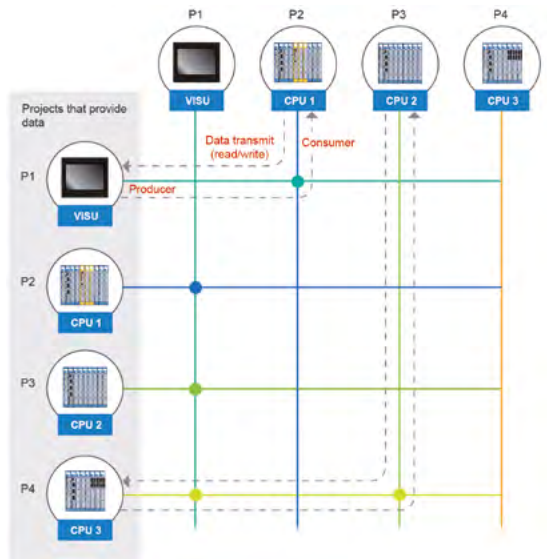 P1
P2
P3
P4
VISU
CPU 1
CPU 2
CPU 3
Projects that provide
data
Data transmit
(read/write)
Consumer
P1
Producer
VISU
P2
CPU 1
P3
CPU 2
P4
CPU 3